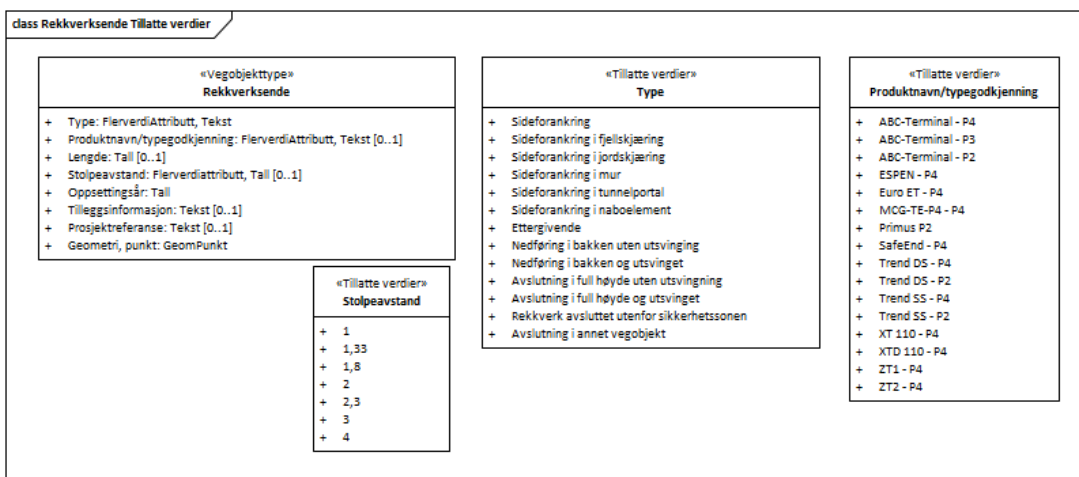 class Rekkverksende Tillatte verdier
«Vegobjekttype»
Rekkverksende
+ Type: FlerverdiAttributt, Tekst
+ Produktnavn/typegodkjenning: FlerverdiAttributt, Tekst [0..1]
+ Lengde: Tall [0..1]
+ Stolpeavstand: Flerverdiattributt, Tall [0..1]
+ Oppsettingsår: Tall
+ Tilleggsinformasjon: Tekst [0..1]
+ Prosjektreferanse: Tekst [0..1]
+ Geometri, punkt: GeomPunkt
«Tillatte verdier»
Stolpeavstand
+ 1
+ 1,33
+ 1,8
+ 2
+ 2,3
+ 3
+ 4
«Tillatte verdier»
Type
+ Sideforankring
+ Sideforankring i fjellskjæring
+ Sideforankring i jordskjæring
+ Sideforankring i mur
+ Sideforankring i tunnelportal
+ Sideforankring i naboelement
+ Ettergivende
+ Nedføring i bakken uten utsvinging
+ Nedføring i bakken og utsvinget
+ Avslutning i full høyde uten utsvingning
+ Avslutning i full høyde og utsvinget
+ Rekkverk avsluttet utenfor sikkerhetssonen
+ Avslutning i annet vegobjekt
«Tillatte verdier»
Produktnavn/typegodkjenning
+ ABC-Terminal - P4
+ ABC-Terminal - P3
+ ABC-Terminal - P2
+ ESPEN - P4
+ Euro ET - P4
+ MCG-TE-P4 - P4
+ Primus P2
+ SafeEnd - P4
+ Trend DS - P4
+ Trend DS - P2
+ Trend SS - P4
+ Trend SS - P2
+ XT 110 - P4
+ XTD 110 - P4
+ ZT1 - P4
+ ZT2 - P4